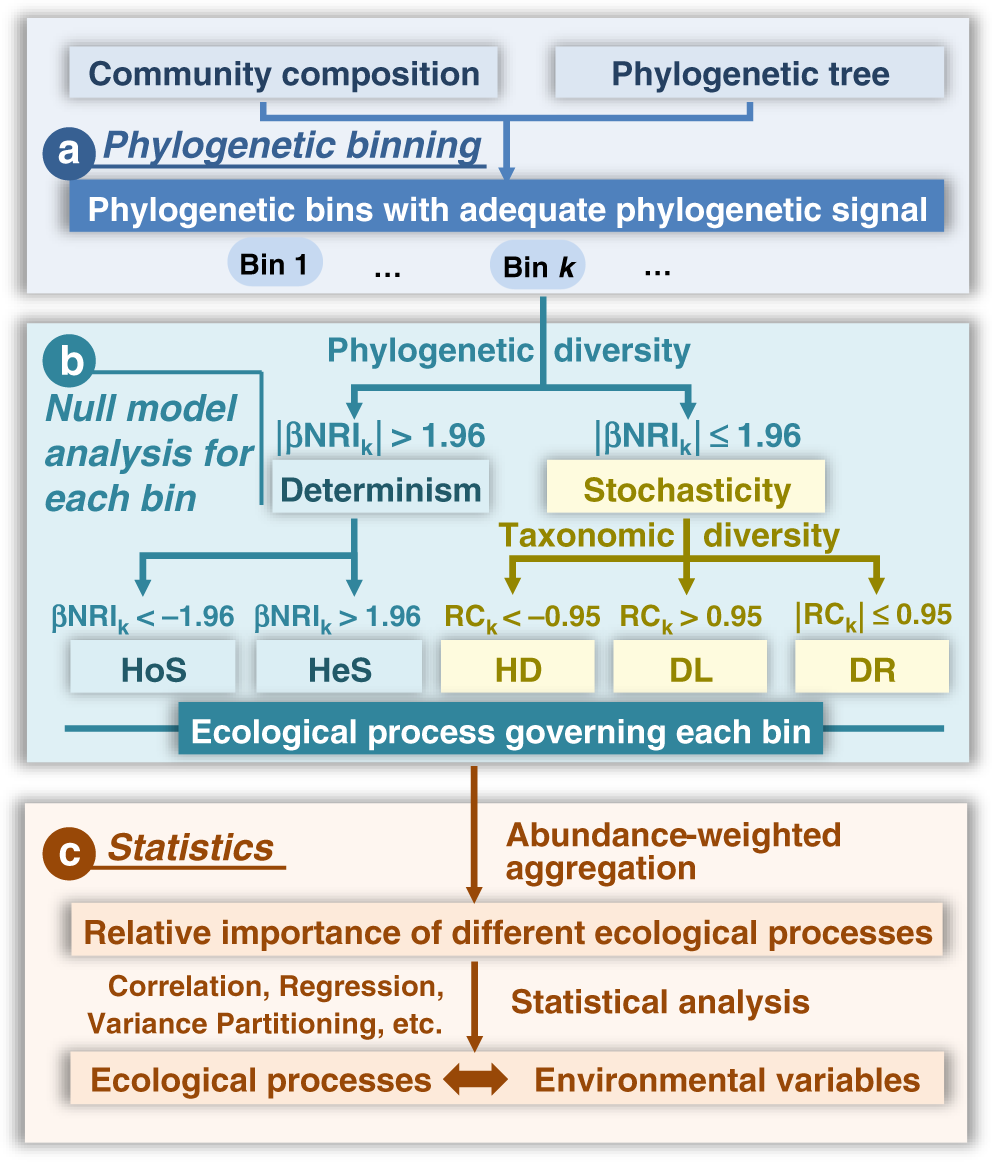 Community composition
Phylogenetic tree
a Phylogenetic binning
Phylogenetic bins with adequate phylogenetic signal
Bin 1 ... Bin k ...
b
Phylogenetic diversity
Null model
analysis for
each bin
|βNRIk| > 1.96
|βNRIk| ≤ 1.96
Determinism
Stochasticity
Taxonomic diversity
βNRIk < –1.96
βNRIk > 1.96
RCk < –0.95
RCk > 0.95
|RCk| ≤ 0.95
HoS
HeS
HD
DL
DR
Ecological process governing each bin
c Statistics
Abundance-weighted
aggregation
Relative importance of different ecological processes
Correlation, Regression,
Variance Partitioning, etc.
Statistical analysis
Ecological processes
Environmental variables